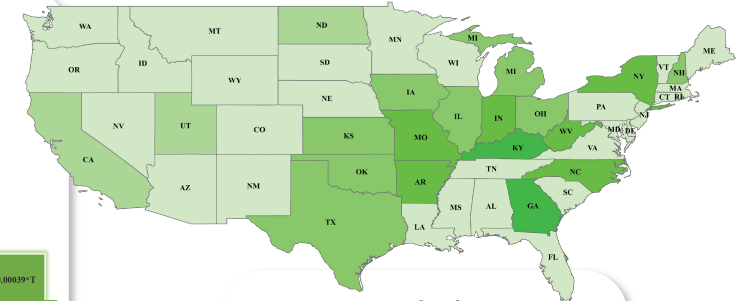 WA
MT
ND
MN
MI
ME
OR
ID
SD
WI
VT
NH
WY
MI
NY
MA
CT RI
NE
IA
PA
NJ
NV
UT
CO
IL
IN
OH
MD DE
WV
VA
KS
MO
KY
CA
OK
TN
NC
AZ
NM
AR
SC
TX
MS
AL
GA
LA
FL
.00039^T